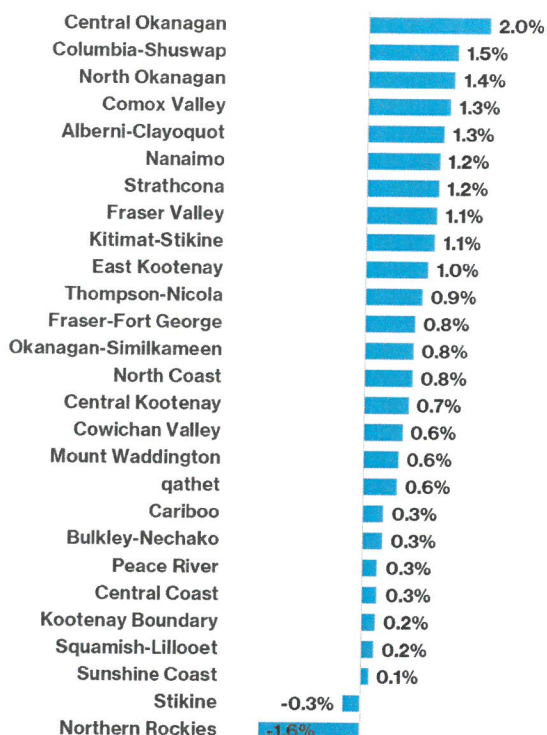 Central Okanagan 2.0%
Columbia-Shuswap 1.5%
North Okanagan 1.4%
Comox Valley 1.3%
Alberni-Clayoquot 1.3%
Nanaimo 1.2%
Strathcona 1.2%
Fraser Valley 1.1%
Kitimat-Stikine 1.1%
East Kootenay 1.0%
Thompson-Nicola 0.9%
Fraser-Fort George 0.8%
Okanagan-Similkameen 0.8%
North Coast 0.8%
Central Kootenay 0.7%
Cowichan Valley 0.6%
Mount Waddington 0.6%
qathet 0.6%
Cariboo 0.3%
Bulkley-Nechako 0.3%
Peace River 0.3%
Central Coast 0.3%
Kootenay Boundary 0.2%
Squamish-Lillooet 0.2%
Sunshine Coast 0.1%
Stikine -0.3%
Northern Rockies -1.6%